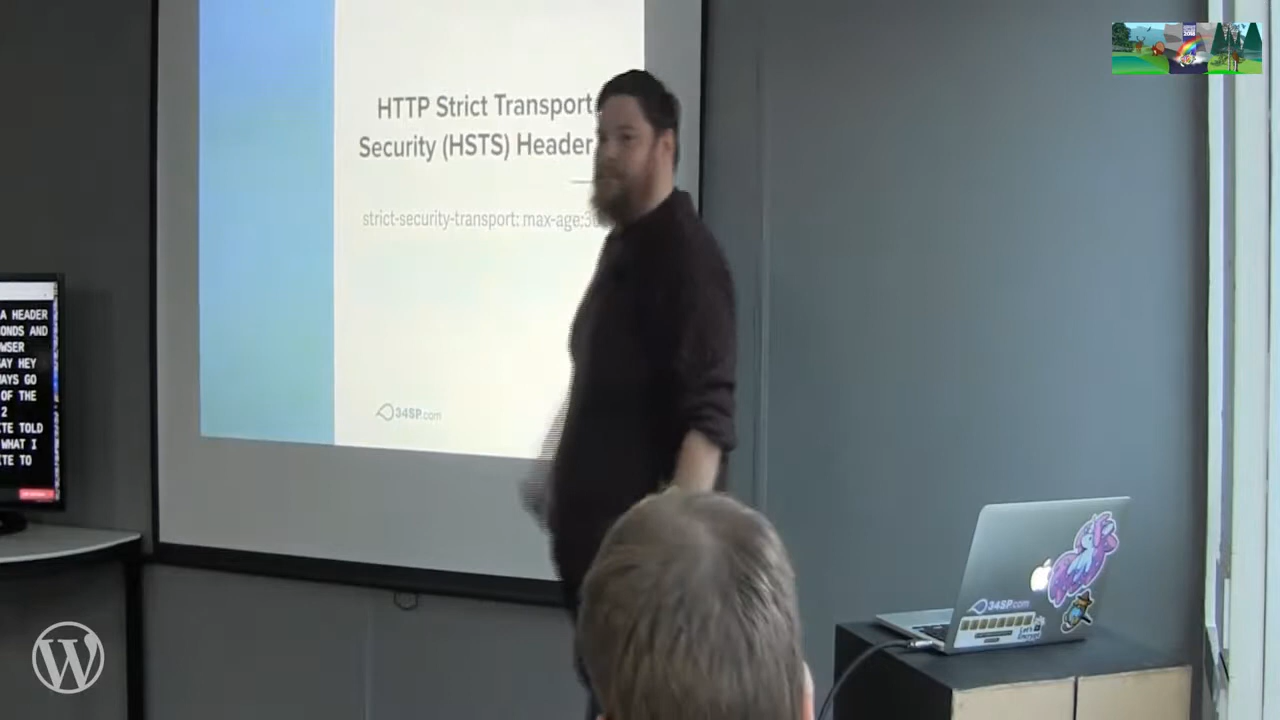 HTTP Strict Transport
Security (HSTS) Header
strict-security-transport: max-age:3
34SP.com
A HEADER
ONDS AND
WSER
AY HEY
AYS GO
OF THE
2
TE TOLD
WHAT I
TE TO
34SP.com
2018